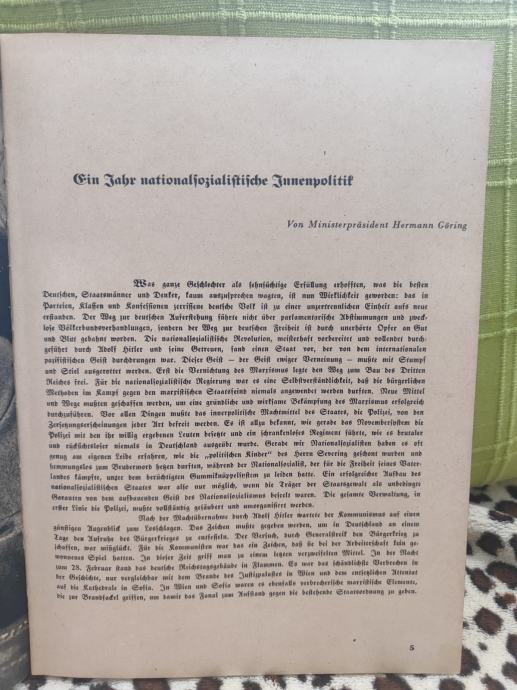 Ein Jahr nationalsozialistische Innenpolitik
Von Ministerpräsident Hermann Göring
Was ganze Geschlechter als sehnsüchtige Erfüllung erhofften, was die besten
Deutschen, Staatsmänner und Denker, kaum auszusprechen wagten, ist nun Wirklichkeit geworden: das in
Parteien, Klassen und Konfessionen zerrissene deutsche Volk ist zu einer unzertrennlichen Einheit aufs neue
erstanden. Der Weg zur deutschen Auferstehung führte nicht über parlamentarische Abstimmungen und zweck-
lose Völkerbundsverhandlungen, sondern der Weg zur deutschen Freiheit ist durch unerhörte Opfer an Gut
und Blut gebahnt worden. Die nationalsozialistische Revolution, meisterhaft vorbereitet und vollendet durch-
geführt durch Adolf Hitler und seine Getreuen, fand einen Staat vor, der von dem internationalen
pazifistischen Geist durchdrungen war. Dieser Geist — der Geist ewiger Verneinung — mußte mit Stumpf
und Stiel ausgerottet werden. Erst die Vernichtung des Marxismus legte den Weg zum Bau des Dritten
Reiches frei. Für die nationalsozialistische Regierung war es eine Selbstverständlichkeit, daß die bürgerlichen
Methoden im Kampf gegen den marxistischen Staatsfeind niemals angewendet werden durften. Neue Mittel
und Wege mußten geschaffen werden, um eine gründliche und wirksame Bekämpfung des Marxismus erfolgreich
durchzuführen. Vor allen Dingen mußte das innerpolitische Machtmittel des Staates, die Polizei, von den
Zersetzungserscheinungen jeder Art befreit werden. Es ist allzu bekannt, wie gerade das Novembersystem die
Polizei mit den ihr willig ergebenen Leuten besetzte und ein schrankenloses Regiment führte, wie es brutaler
und rücksichtsloser niemals in Deutschland ausgeübt wurde. Gerade wir Nationalsozialisten haben es oft
genug am eigenen Leibe erfahren, wie die „politischen Kinder“ des Herrn Severing geschont wurden und
hemmungslos zum Brudermord hetzen durften, während der Nationalsozialist, der für die Freiheit seines Vater-
landes kämpfte, unter dem berüchtigten Gummiknüppelsystem zu leiden hatte. Ein erfolgreicher Aufbau des
nationalsozialistischen Staates war also nur möglich, wenn die Träger der Staatsgewalt als unbedingte
Garanten von dem aufbauenden Geist des Nationalsozialismus beseelt waren. Die gesamte Verwaltung, in
erster Linie die Polizei, mußte vollständig gesäubert und umorganisiert werden.
Nach der Machtübernahme durch Adolf Hitler wartete der Kommunismus auf einen
günstigen Augenblick zum Losschlagen. Das Zeichen mußte gegeben werden, um in Deutschland an einem
Tage den Aufruhr des Bürgerkrieges zu entfesseln. Der Versuch, durch Generalstreik den Bürgerkrieg zu
schaffen, war mißglückt. Für die Kommunisten war das ein Zeichen, daß sie bei der Arbeiterschaft kein ge-
wonnenes Spiel hatten. In dieser Zeit griff man zu einem letzten verzweifelten Mittel. In der Nacht
zum 28. Februar stand das deutsche Reichstagsgebäude in Flammen. Es war das schändlichste Verbrechen in
der Geschichte, nur vergleichbar mit dem Brande des Justizpalastes in Wien und dem entsetzlichen Attentat
auf die Kathedrale in Sofia. In Wien und Sofia waren es ebenfalls verbrecherische marxistische Elemente,
die zur Brandfackel griffen, um damit das Fanal zum Aufstand gegen die bestehende Staatsordnung zu geben.
5